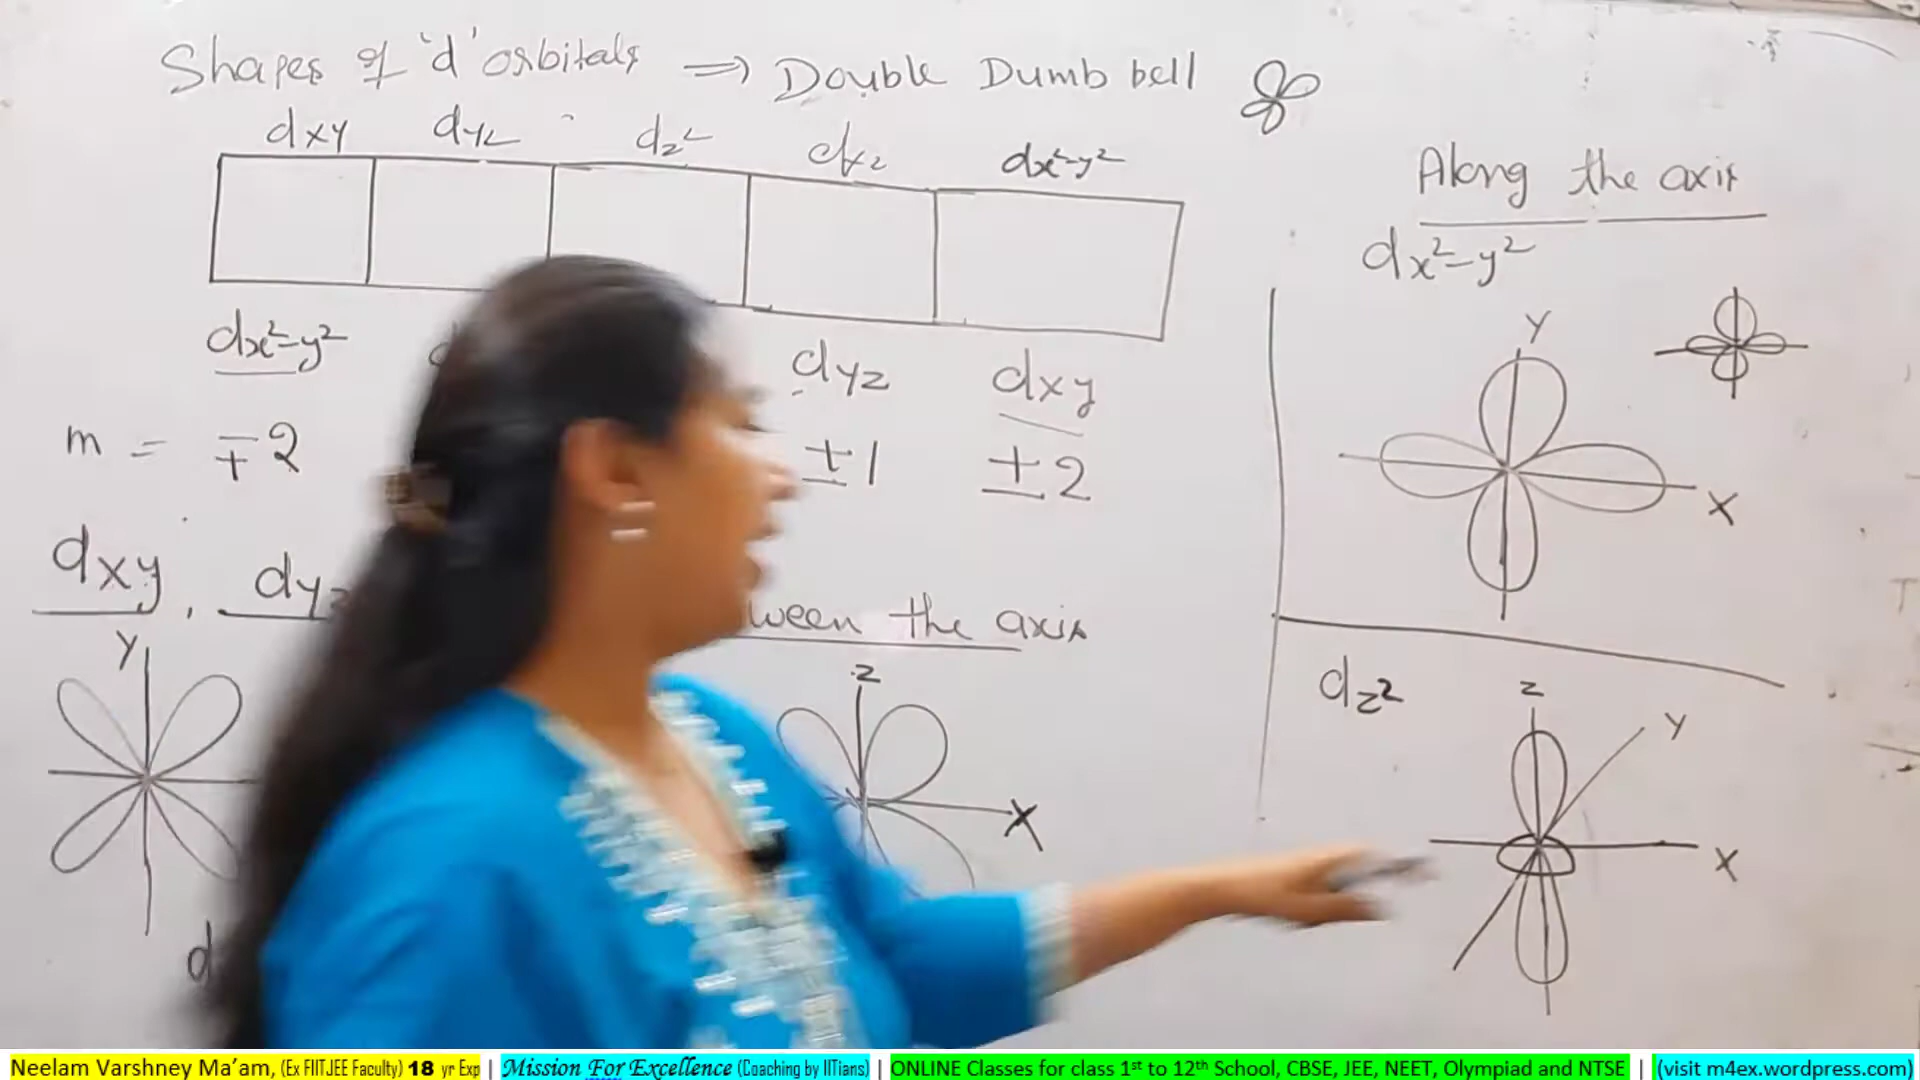 Shapes of 'd' orbitals ⇒ Double Dumb bell
dxy dyz dz² dxz dx²-y²
dx²-y² d dyz dxy
m = ∓2 ±1 ±2
dxy, dyz ween the axis
Y
Z
X
d
Along the axis
dx²-y²
Y
X
dz²
Z
Y
X
Neelam Varshney Ma'am, (Ex FIITJEE Faculty) 18 yr Exp | Mission For Excellence (Coaching by IITians) | ONLINE Classes for class 1st to 12th School, CBSE, JEE, NEET, Olympiad and NTSE | (visit m4ex.wordpress.com)